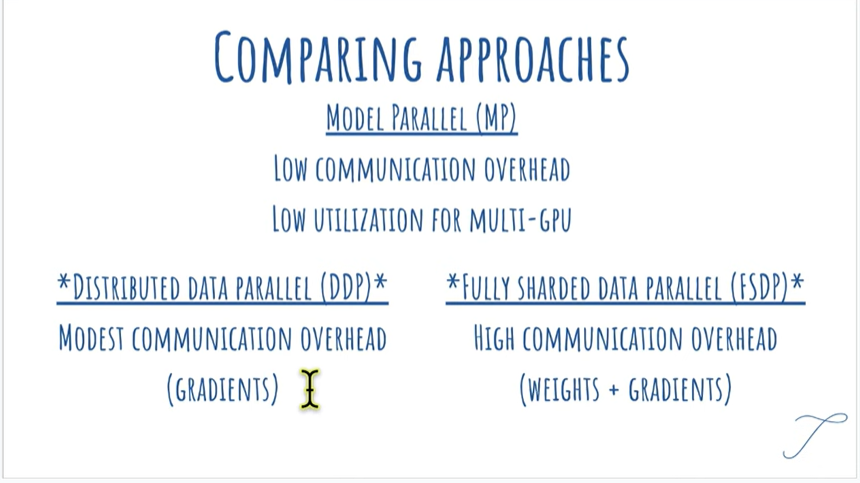 Comparing approaches
Model Parallel (MP)
Low communication overhead
Low utilization for multi-gpu
*Distributed data parallel (DDP)*
Modest communication overhead
(gradients)
*Fully sharded data parallel (FSDP)*
High communication overhead
(weights + gradients)